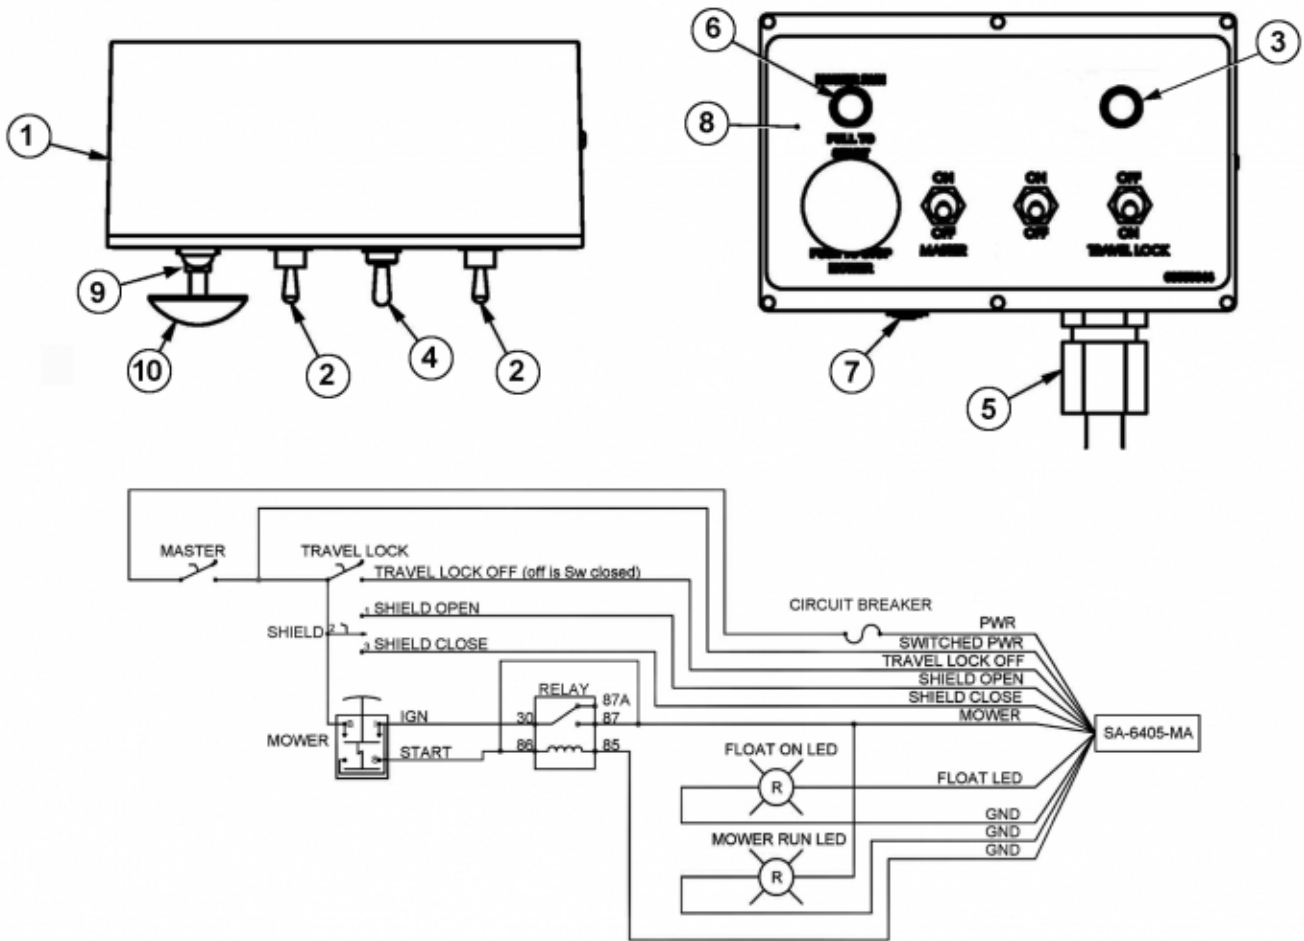 1
9
10
2
4
2
6
3
8
7
5
PULL TO
ON
OFF
MASTER
ON
OFF
OFF
ON
TRAVEL LOCK
MASTER
TRAVEL LOCK
TRAVEL LOCK OFF (off is Sw closed)
1 SHIELD OPEN
SHIELD 2
3 SHIELD CLOSE
MOWER
IGN
START
RELAY
30
87A
87
86
85
CIRCUIT BREAKER
PWR
SWITCHED PWR
TRAVEL LOCK OFF
SHIELD OPEN
SHIELD CLOSE
MOWER
SA-6405-MA
FLOAT ON LED
R
FLOAT LED
GND
GND
GND
MOWER RUN LED
R